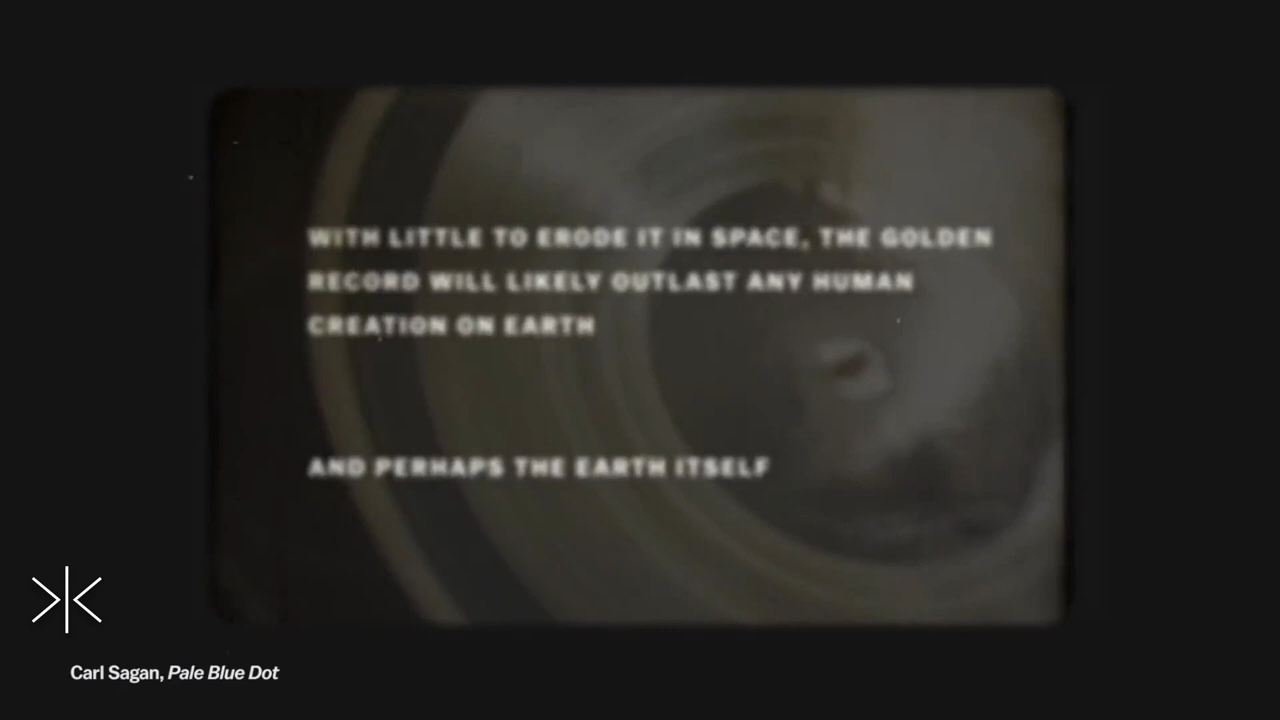 WITH LITTLE TO ERODE IT IN SPACE, THE GOLDEN
RECORD WILL LIKELY OUTLAST ANY HUMAN
CREATION ON EARTH
AND PERHAPS THE EARTH ITSELF
Carl Sagan, Pale Blue Dot